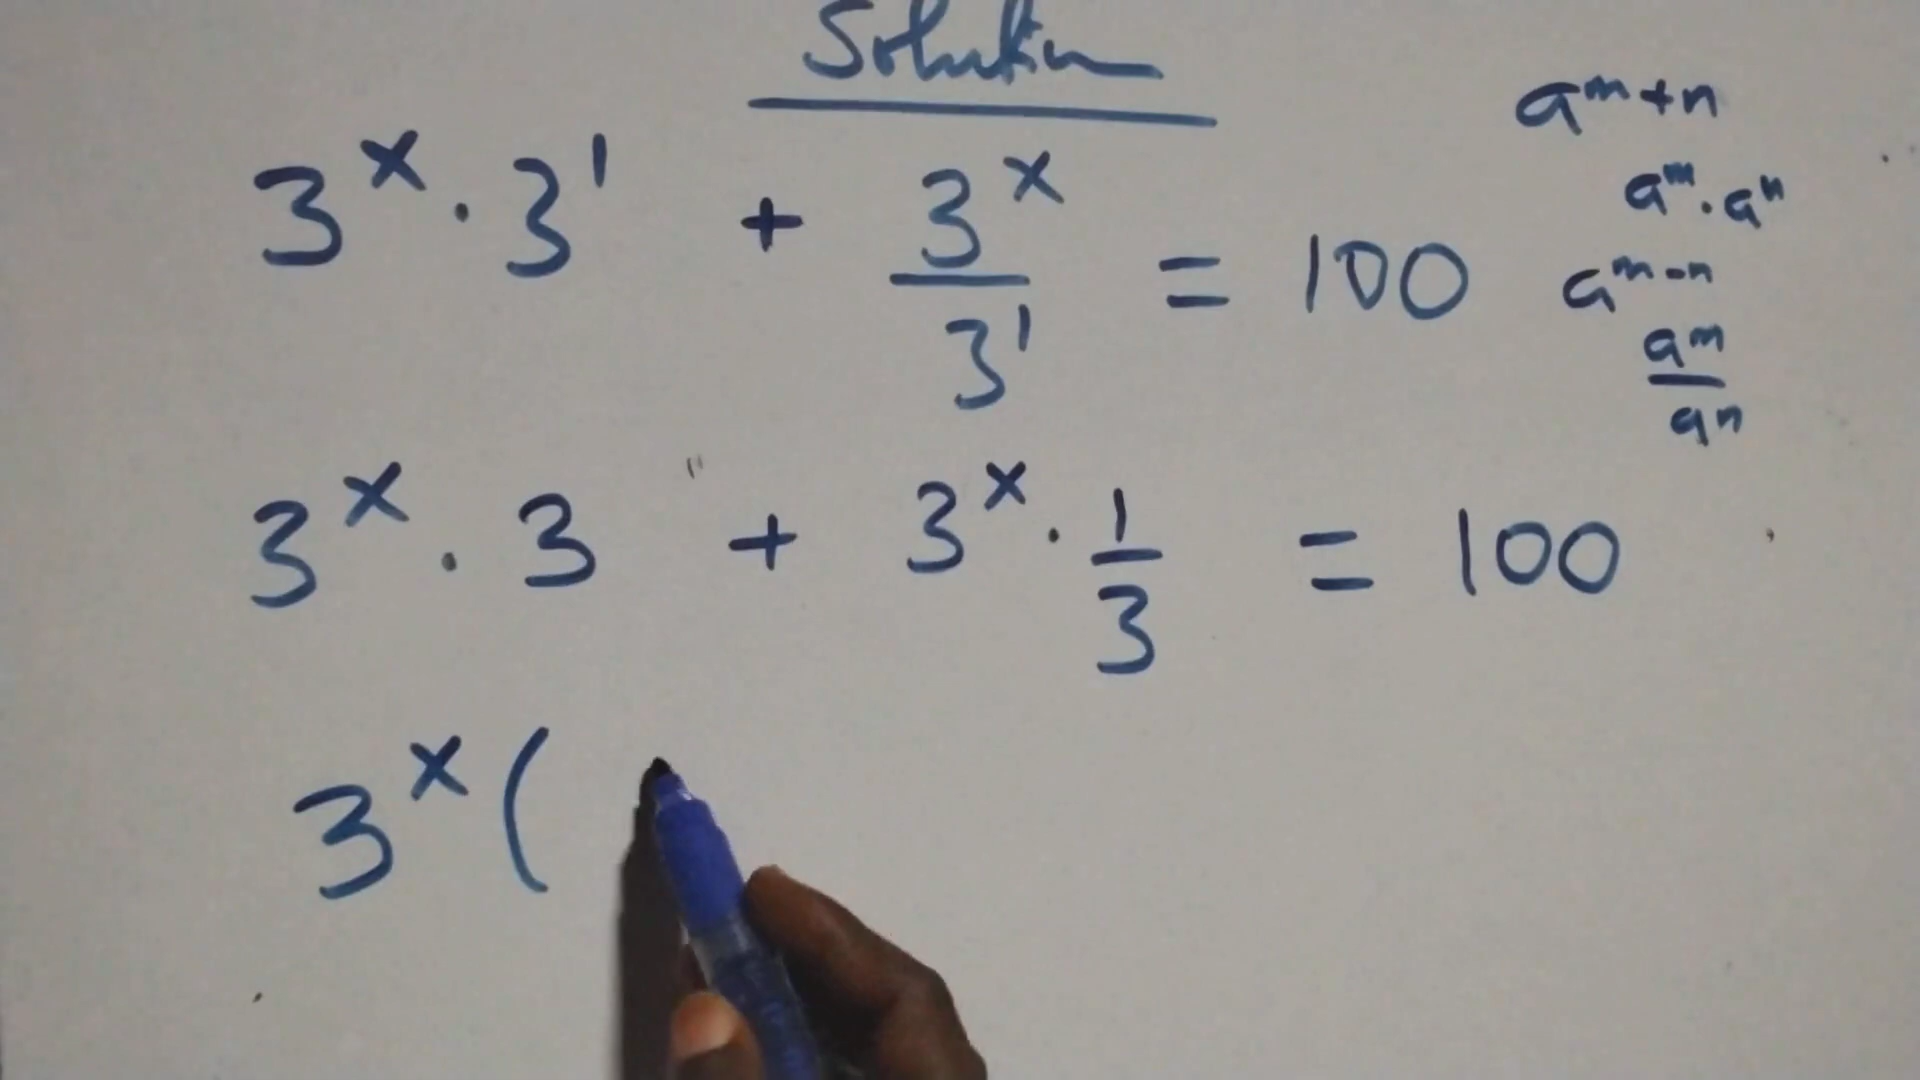 Solution
3^x · 3^1 + 3^x/3^1 = 100
a^m+n
a^m · a^n
a^m-n
a^m/a^n
3^x · 3 + 3^x · 1/3 = 100
3^x (